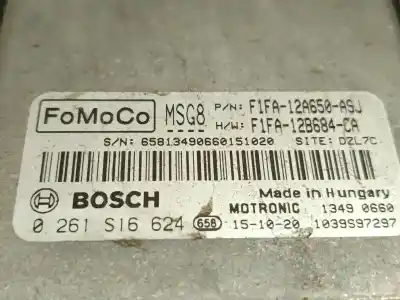 FoMoCo MSG8 P/N: F1FA-12A650-ASJ
H/W: F1FA-12B684-CA
S/N: 65813490660151020 SITE: DZL7C
BOSCH Made in Hungary
MOTRONIC 1349 0660
0 261 S16 624 658 15-10-20 1039S97297